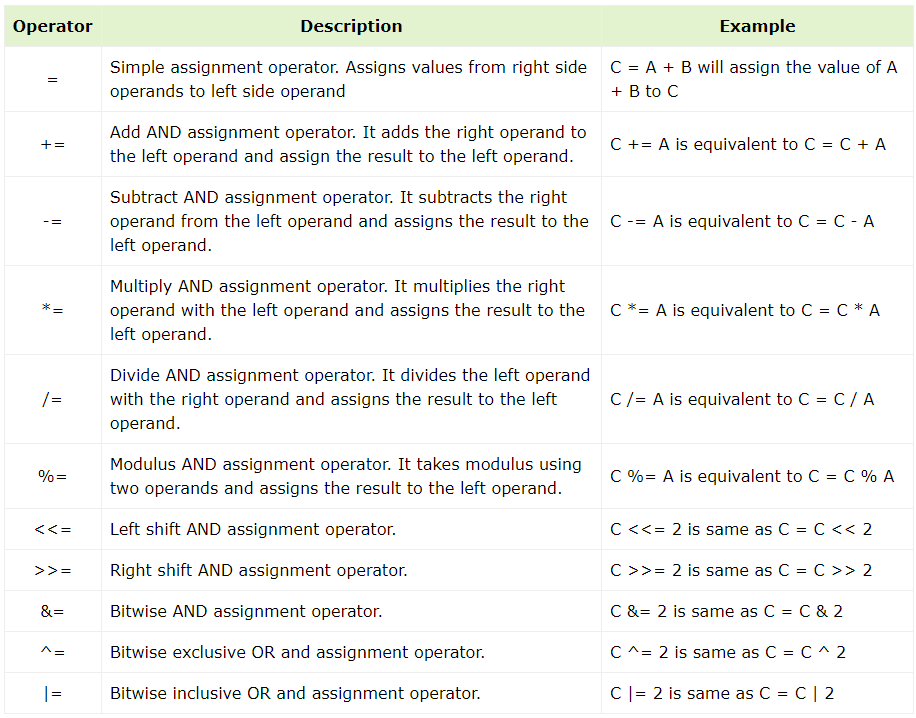 Operator Description Example
= Simple assignment operator. Assigns values from right side C = A + B will assign the value of A
operands to left side operand + B to C
+= Add AND assignment operator. It adds the right operand to
the left operand and assign the result to the left operand. C += A is equivalent to C = C + A
-= Subtract AND assignment operator. It subtracts the right
operand from the left operand and assigns the result to the C -= A is equivalent to C = C - A
left operand.
*= Multiply AND assignment operator. It multiplies the right
operand with the left operand and assigns the result to the C *= A is equivalent to C = C * A
left operand.
/= Divide AND assignment operator. It divides the left operand
with the right operand and assigns the result to the left C /= A is equivalent to C = C / A
operand.
%= Modulus AND assignment operator. It takes modulus using
two operands and assigns the result to the left operand. C %= A is equivalent to C = C % A
<<= Left shift AND assignment operator. C <<= 2 is same as C = C << 2
>>= Right shift AND assignment operator. C >>= 2 is same as C = C >> 2
&= Bitwise AND assignment operator. C &= 2 is same as C = C & 2
^= Bitwise exclusive OR and assignment operator. C ^= 2 is same as C = C ^ 2
|= Bitwise inclusive OR and assignment operator. C |= 2 is same as C = C | 2